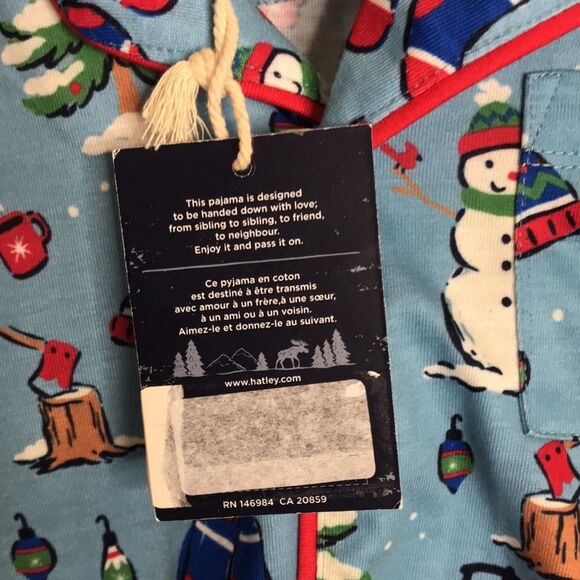 This pajama is designed
to be handed down with love;
from sibling to sibling, to friend,
to neighbour.
Enjoy it and pass it on.
Ce pyjama en coton
est destiné à être transmis
avec amour à un frère,à une sœur,
à un ami ou à un voisin.
Aimez-le et donnez-le au suivant.
www.hatley.com
RN 146984 CA 20859